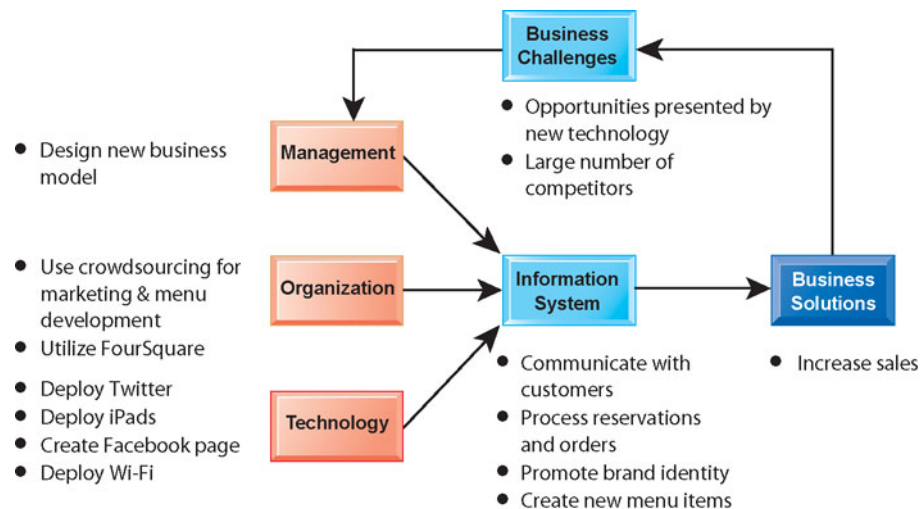 Business
Challenges
• Opportunities presented by
new technology
• Large number of
competitors
Management
• Design new business
model
Organization
• Use crowdsourcing for
marketing & menu
development
• Utilize FourSquare
Technology
• Deploy Twitter
• Deploy iPads
• Create Facebook page
• Deploy Wi-Fi
Information
System
• Communicate with
customers
• Process reservations
and orders
• Promote brand identity
• Create new menu items
Business
Solutions
• Increase sales